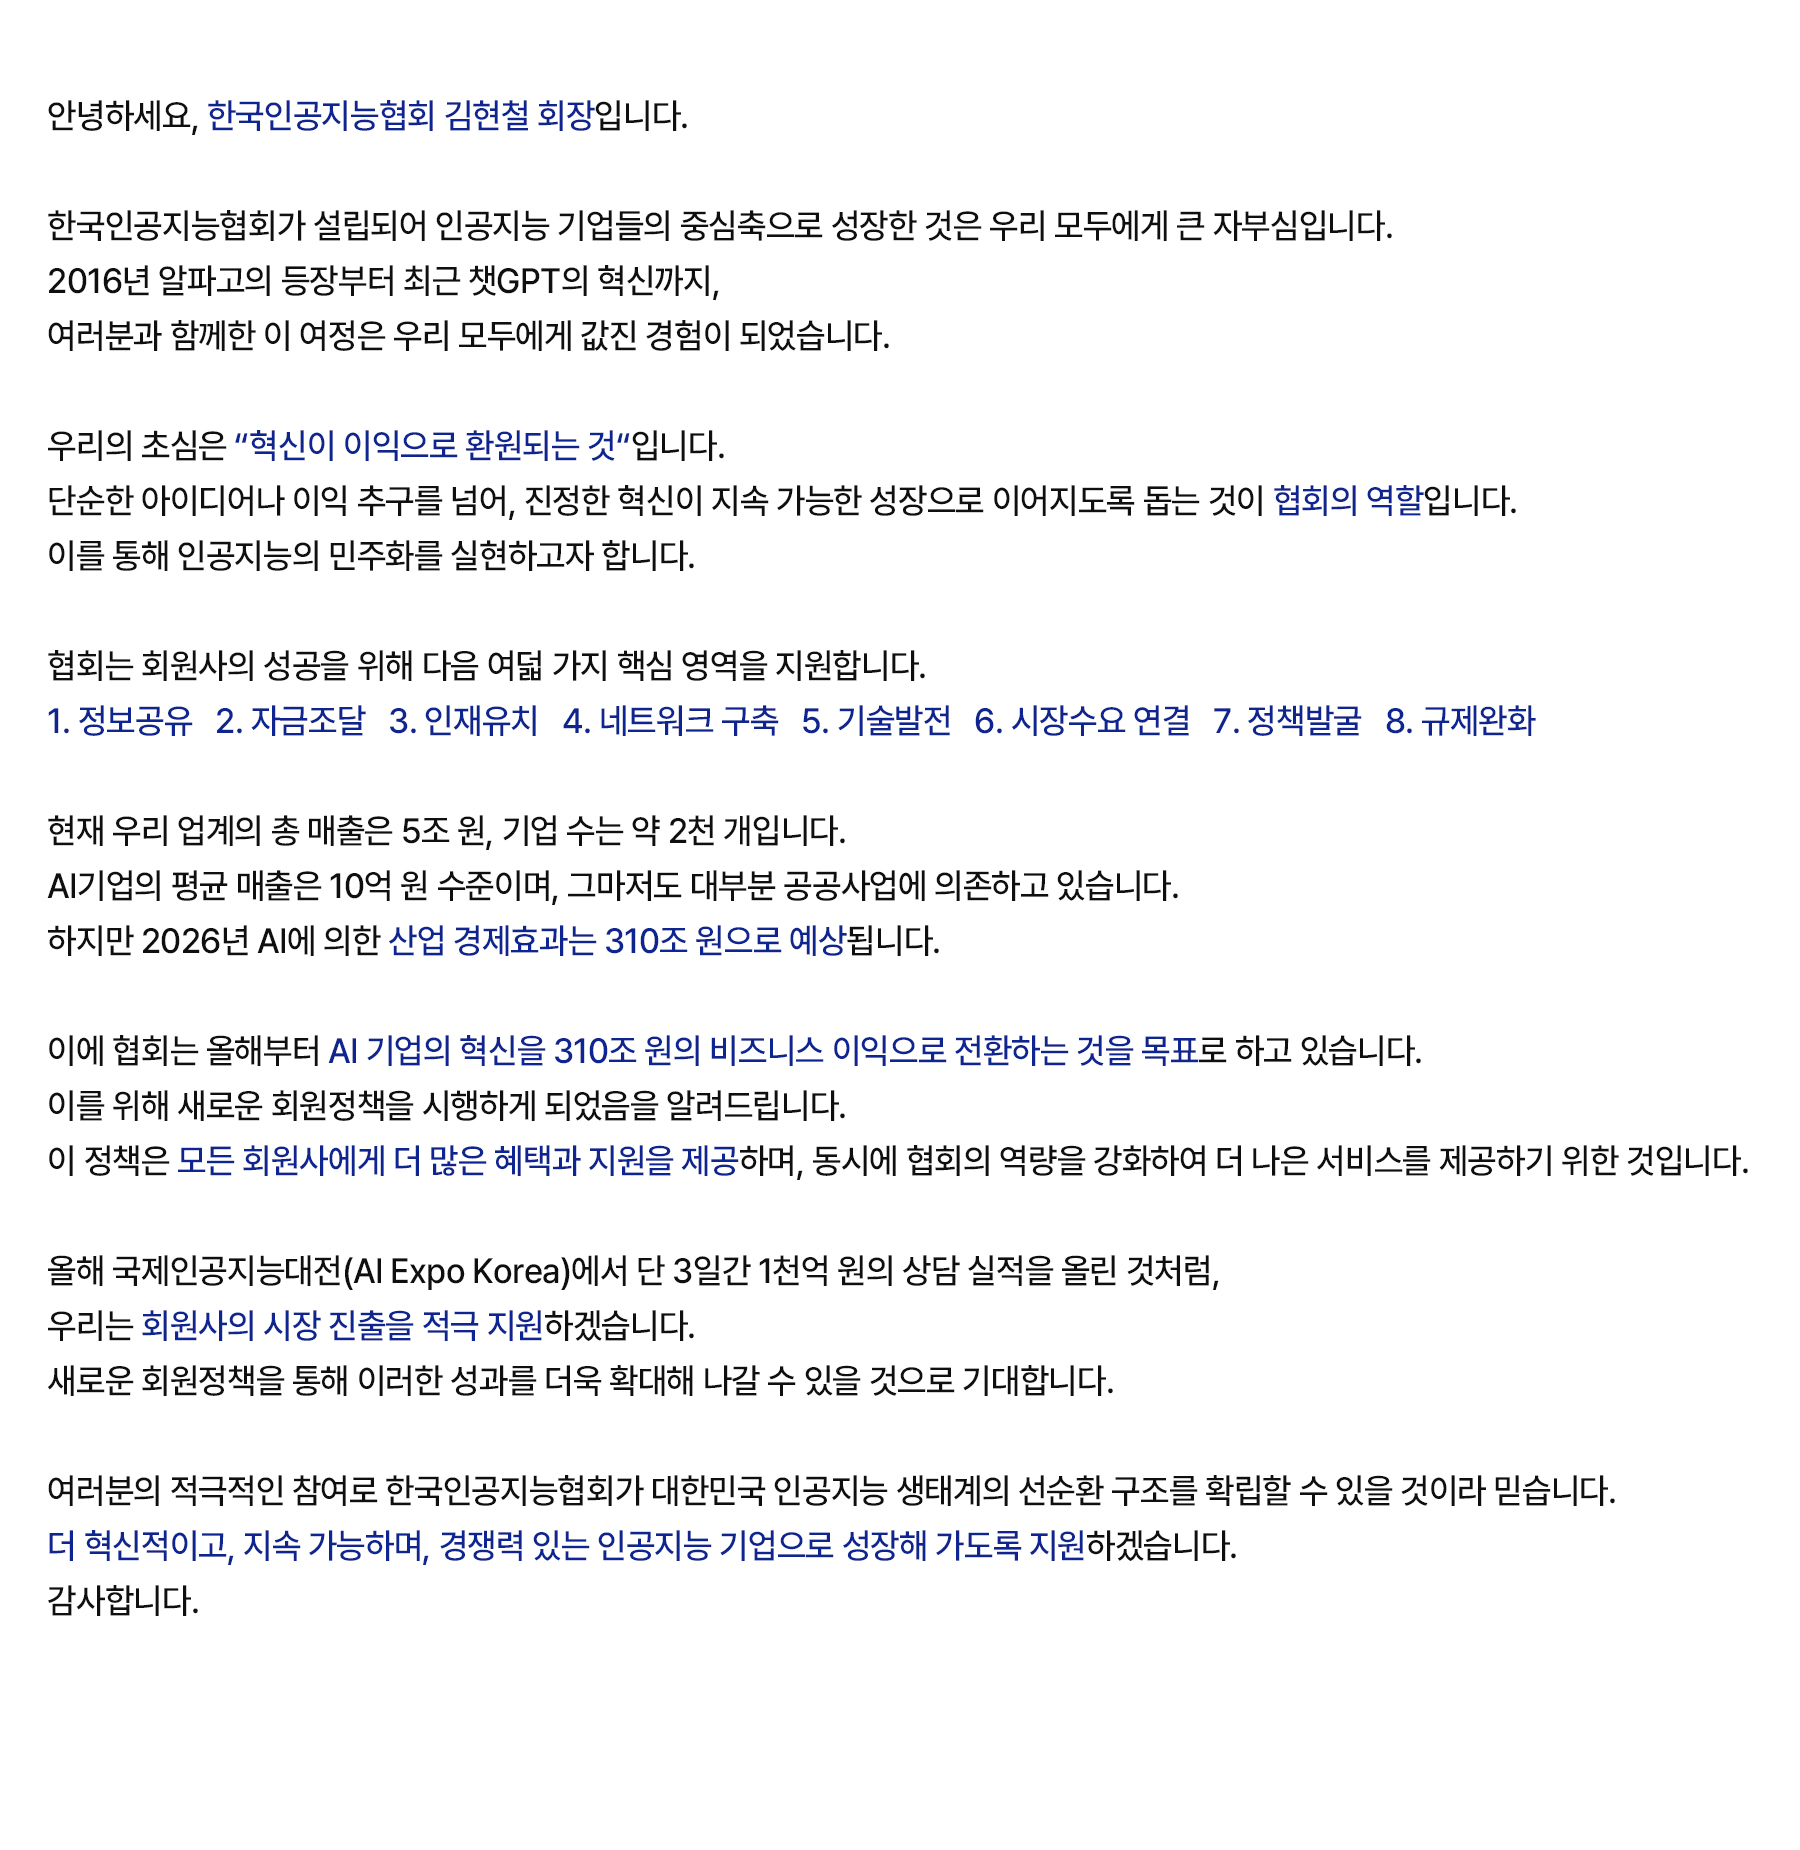 안녕하세요, 한국인공지능협회 김현철 회장입니다.
한국인공지능협회가 설립되어 인공지능 기업들의 중심축으로 성장한 것은 우리 모두에게 큰 자부심입니다.
2016년 알파고의 등장부터 최근 챗GPT의 혁신까지,
여러분과 함께한 이 여정은 우리 모두에게 값진 경험이 되었습니다.
우리의 초심은 “혁신이 이익으로 환원되는 것“입니다.
단순한 아이디어나 이익 추구를 넘어, 진정한 혁신이 지속 가능한 성장으로 이어지도록 돕는 것이 협회의 역할입니다.
이를 통해 인공지능의 민주화를 실현하고자 합니다.
협회는 회원사의 성공을 위해 다음 여덟 가지 핵심 영역을 지원합니다.
1. 정보공유 2. 자금조달 3. 인재유치 4. 네트워크 구축 5. 기술발전 6. 시장수요 연결 7. 정책발굴 8. 규제완화
현재 우리 업계의 총 매출은 5조 원, 기업 수는 약 2천 개입니다.
AI기업의 평균 매출은 10억 원 수준이며, 그마저도 대부분 공공사업에 의존하고 있습니다.
하지만 2026년 AI에 의한 산업 경제효과는 310조 원으로 예상됩니다.
이에 협회는 올해부터 AI 기업의 혁신을 310조 원의 비즈니스 이익으로 전환하는 것을 목표로 하고 있습니다.
이를 위해 새로운 회원정책을 시행하게 되었음을 알려드립니다.
이 정책은 모든 회원사에게 더 많은 혜택과 지원을 제공하며, 동시에 협회의 역량을 강화하여 더 나은 서비스를 제공하기 위한 것입니다.
올해 국제인공지능대전(AI Expo Korea)에서 단 3일간 1천억 원의 상담 실적을 올린 것처럼,
우리는 회원사의 시장 진출을 적극 지원하겠습니다.
새로운 회원정책을 통해 이러한 성과를 더욱 확대해 나갈 수 있을 것으로 기대합니다.
여러분의 적극적인 참여로 한국인공지능협회가 대한민국 인공지능 생태계의 선순환 구조를 확립할 수 있을 것이라 믿습니다.
더 혁신적이고, 지속 가능하며, 경쟁력 있는 인공지능 기업으로 성장해 가도록 지원하겠습니다.
감사합니다.